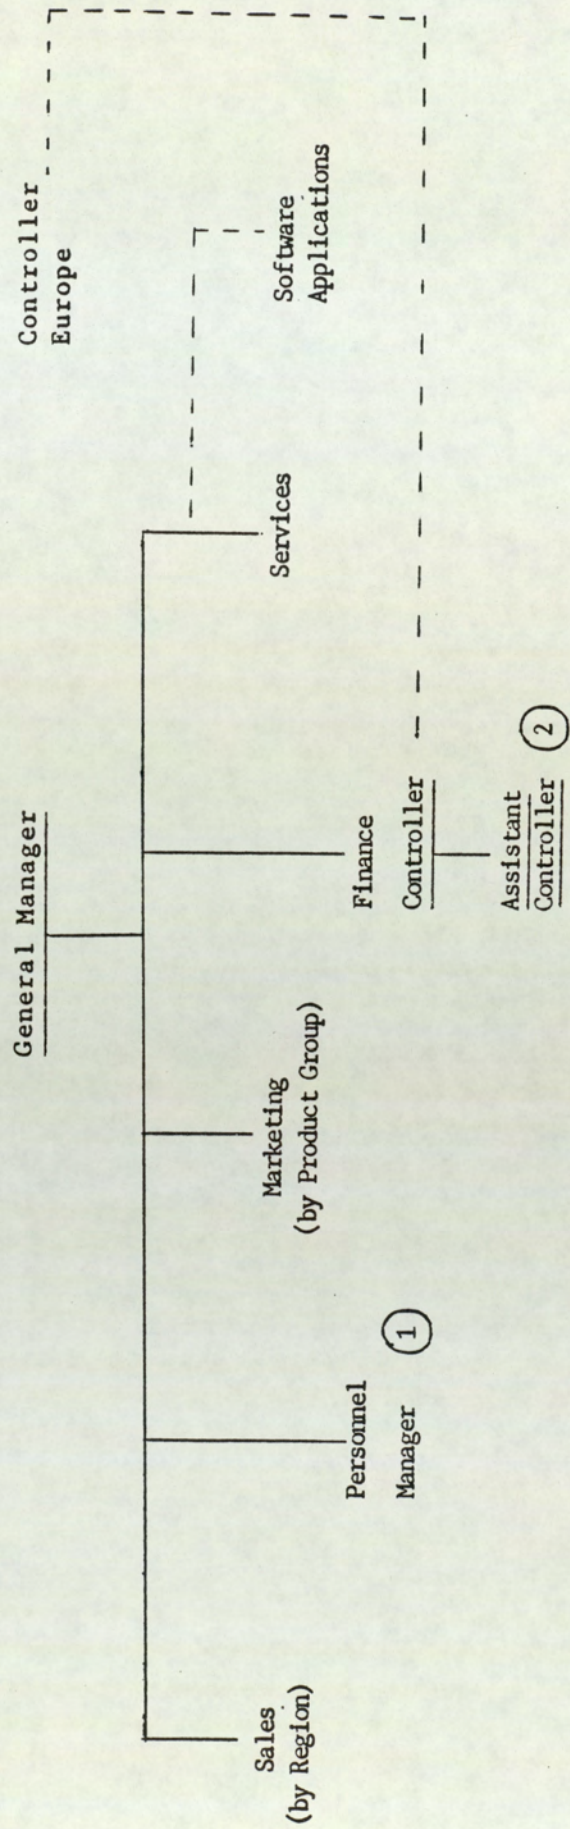 Controller
Europe
General Manager
Sales
(by Region)
Personnel
Manager
1
Marketing
(by Product Group)
Finance
Controller
Assistant
Controller
2
Services
Software
Applications